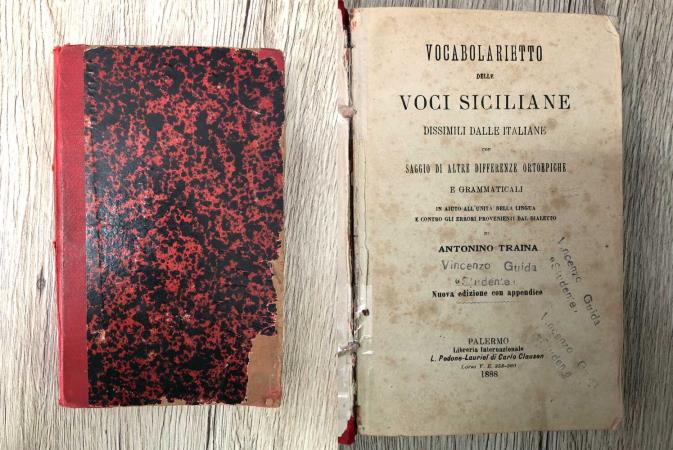 VOCABOLARIETTO
DELLE
VOCI SICILIANE
DISSIMILI DALLE ITALIANE
CON
SAGGIO DI ALTRE DIFFERENZE ORTOEPICHE
E GRAMMATICALI
IN AIUTO ALL'UNITÀ DELLA LINGUA
E CONTRO GLI ERRORI PROVENIENTI DAL DIALETTO
DI
ANTONINO TRAINA
Vincenzo Guida
«Studente»
Nuova edizione con appendice
Vincenzo Guida
«Studente»
Vincenzo
PALERMO
Libreria Internazionale
L. Pedone-Lauriel di Carlo Clausen
Corso V. E.
1888